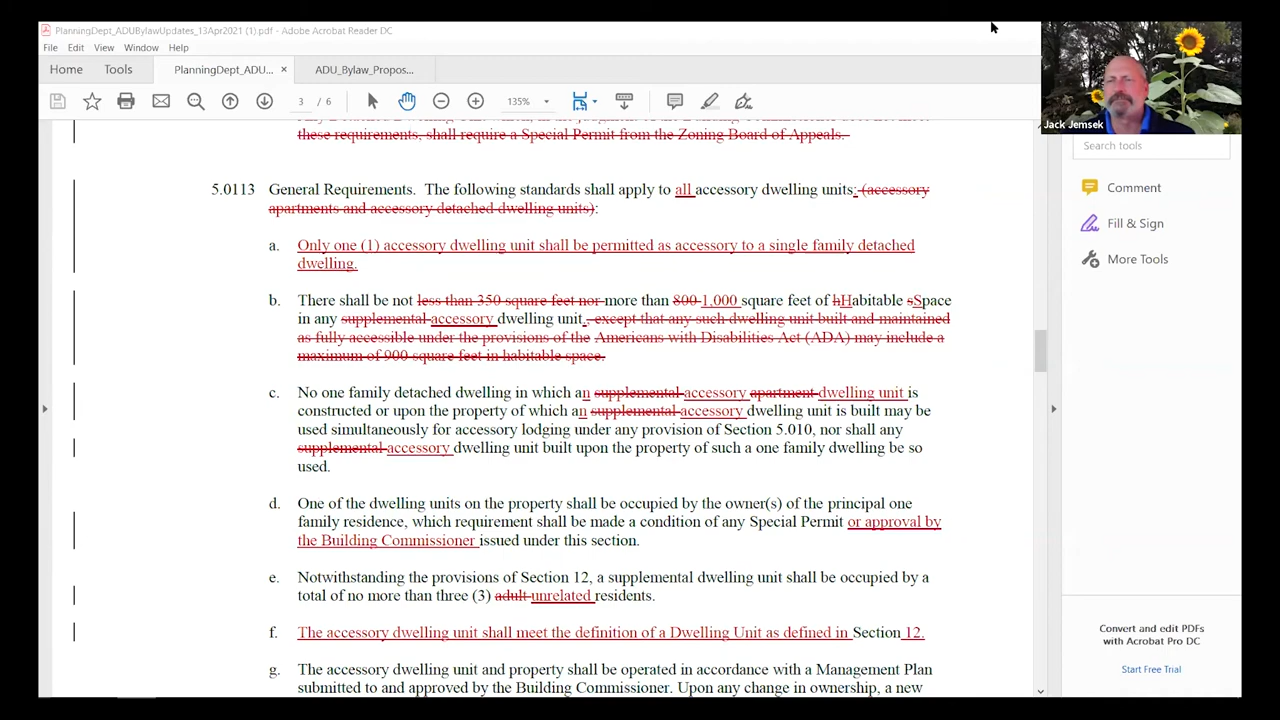 PlanningDept_ADUBylawUpdates_13Apr2021 (1).pdf - Adobe Acrobat Reader DC
File Edit View Window Help
Home Tools PlanningDept_ADU... × ADU_Bylaw_Propos...
3 / 6 135%
Jack Jemsek
Search tools
Comment
Fill & Sign
More Tools
these requirements, shall require a Special Permit from the Zoning Board of Appeals.
5.0113 General Requirements. The following standards shall apply to all accessory dwelling units: (accessory
apartments and accessory detached dwelling units):
a. Only one (1) accessory dwelling unit shall be permitted as accessory to a single family detached
dwelling.
b. There shall be not less than 350 square feet nor more than 800 1,000 square feet of hHabitable sSpace
in any supplemental accessory dwelling unit. , except that any such dwelling unit built and maintained
as fully accessible under the provisions of the Americans with Disabilities Act (ADA) may include a
maximum of 900 square feet in habitable space.
c. No one family detached dwelling in which an supplemental accessory apartment dwelling unit is
constructed or upon the property of which an supplemental accessory dwelling unit is built may be
used simultaneously for accessory lodging under any provision of Section 5.010, nor shall any
supplemental accessory dwelling unit built upon the property of such a one family dwelling be so
used.
d. One of the dwelling units on the property shall be occupied by the owner(s) of the principal one
family residence, which requirement shall be made a condition of any Special Permit or approval by
the Building Commissioner issued under this section.
e. Notwithstanding the provisions of Section 12, a supplemental dwelling unit shall be occupied by a
total of no more than three (3) adult unrelated residents.
f. The accessory dwelling unit shall meet the definition of a Dwelling Unit as defined in Section 12.
g. The accessory dwelling unit and property shall be operated in accordance with a Management Plan
submitted to and approved by the Building Commissioner. Upon any change in ownership, a new
Convert and edit PDFs
with Acrobat Pro DC
Start Free Trial